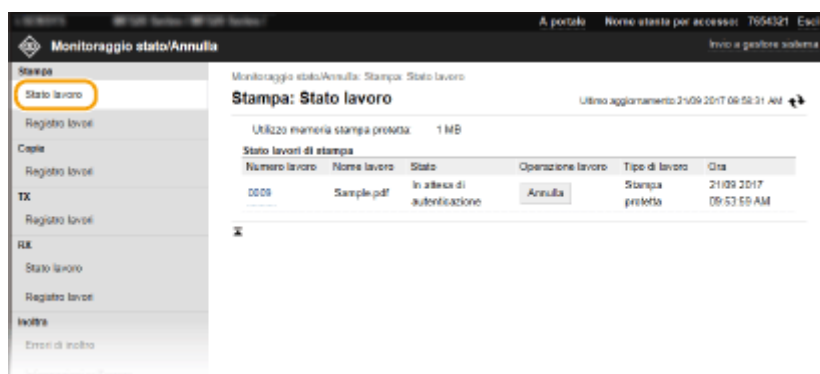 A portale Nome utente per accesso: 7654321 Esci
Monitoraggio stato/Annulla
Invio a gestore sistema
Stampa
Stato lavoro
Registro lavori
Copia
Registro lavori
TX
Registro lavori
RX
Stato lavoro
Registro lavori
Inoltra
Errori di inoltro
Monitoraggio stato/Annulla: Stampa: Stato lavoro
Stampa: Stato lavoro
Ultimo aggiornamento 21/09 2017 09:58:31 AM
Utilizzo memoria stampa protetta: 1 MB
Stato lavori di stampa
Numero lavoro Nome lavoro Stato Operazione lavoro Tipo di lavoro Ora
0009 Sample.pdf In attesa di autenticazione Annulla Stampa protetta 21/09 2017 09:53:59 AM